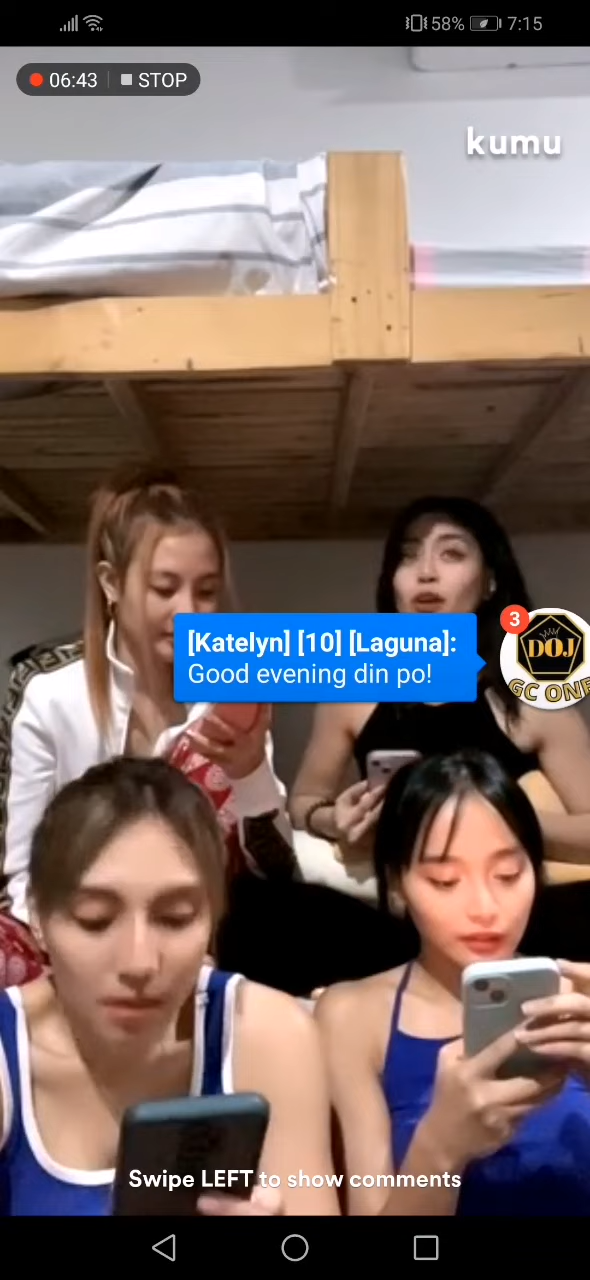 58% 7:15
06:43 STOP
kumu
[Katelyn] [10] [Laguna]:
Good evening din po!
3
DOJ
GC ONE
Swipe LEFT to show comments